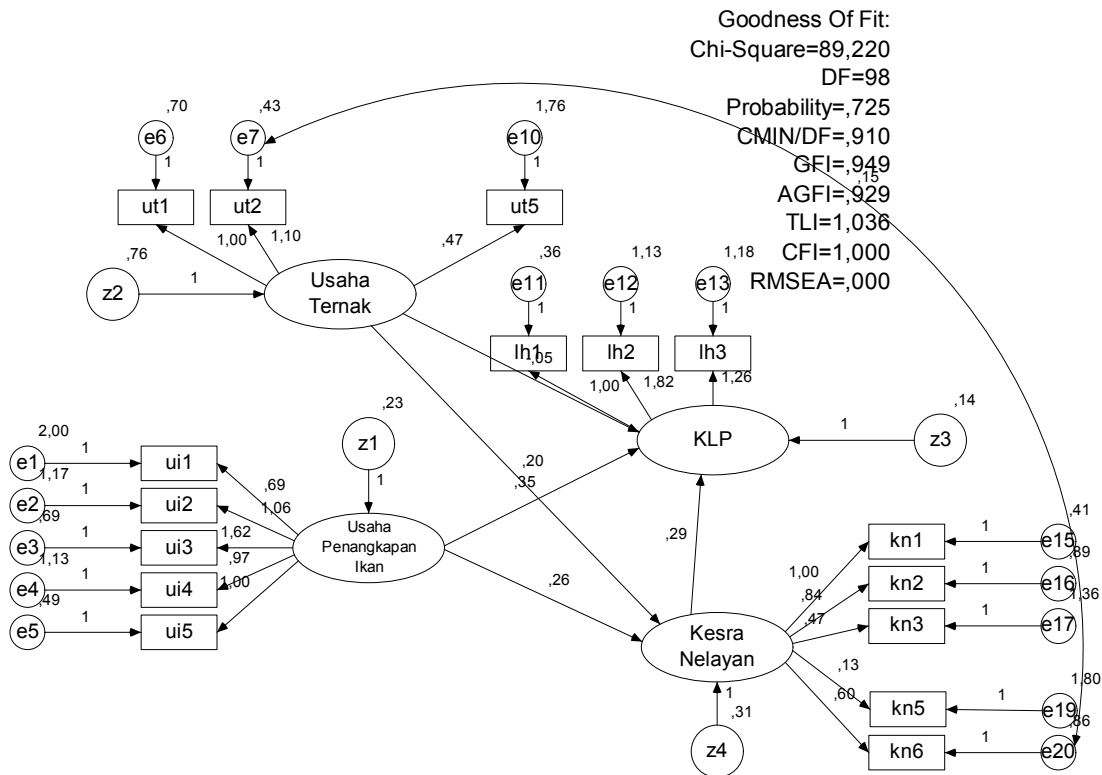 Goodness Of Fit:
Chi-Square=89,220
DF=98
Probability=,725
CMIN/DF=,910
GFI=,949
,15
AGFI=,929
TLI=1,036
CFI=1,000
RMSEA=,000
,70
,43
1,76
e6
e7
e10
1
1
1
ut1
ut2
ut5
1,00
1,10
,47
,76
z2
1
Usaha
Ternak
,36
1,13
1,18
e11
e12
e13
1
1
1
lh1
lh2
lh3
,05
1,00
1,82
1,26
,23
z1
1
KLP
1
z3
,14
2,00
e1
1
ui1
1,17
e2
1
ui2
,69
e3
1
ui3
1,13
e4
1
ui4
,49
e5
1
ui5
,69
1,06
1,62
,97
1,00
Usaha
Penangkapan
Ikan
,20
,35
,29
,26
Kesra
Nelayan
1
,31
z4
1,00
,84
,47
,13
,60
kn1
1
e15
,41
kn2
1
e16
,89
kn3
1
e17
1,36
kn5
1
e19
1,80
kn6
1
e20
,86